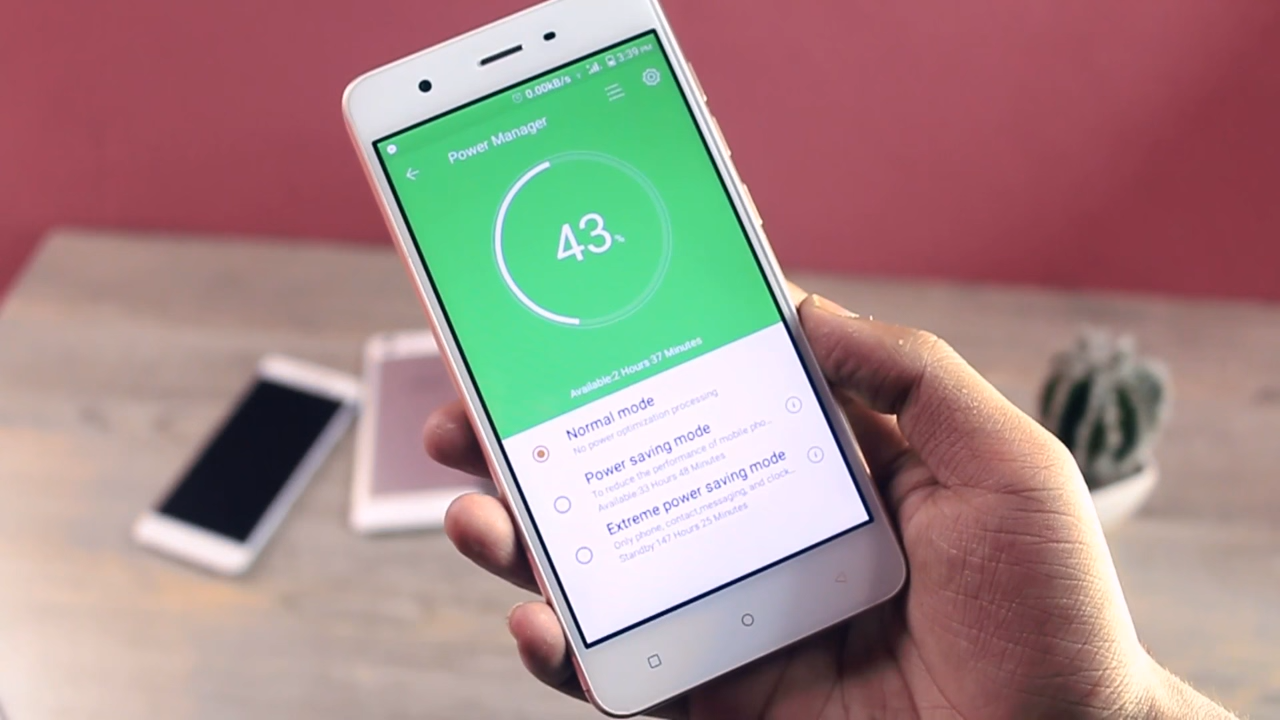 0.00kB/s 3:39 PM
Power Manager
43%
Available:2 Hours 37 Minutes
Normal mode
No power optimization processing
Power saving mode
To reduce the performance of mobile pho...
Available:33 Hours 48 Minutes
Extreme power saving mode
Only phone, contact,messaging, and clock...
Standby:147 Hours 25 Minutes